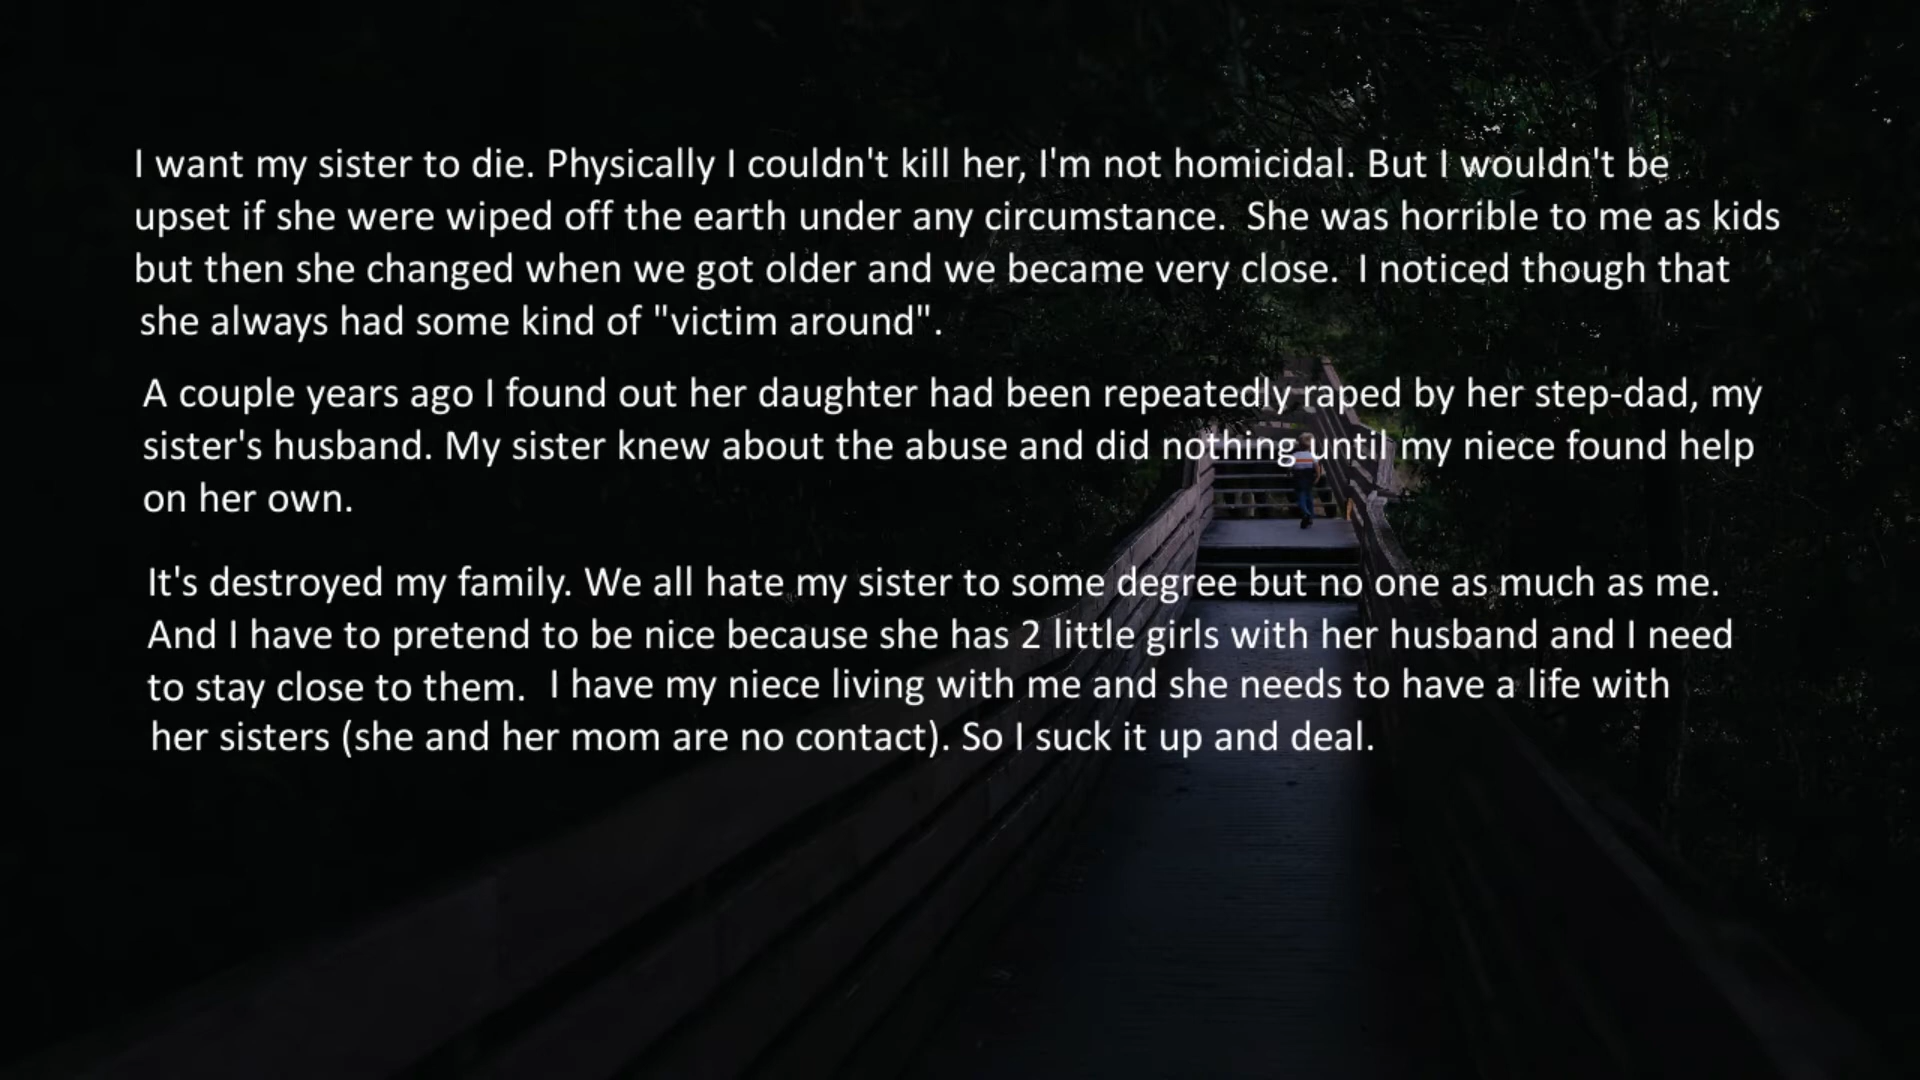 I want my sister to die. Physically I couldn't kill her, I'm not homicidal. But I wouldn't be
upset if she were wiped off the earth under any circumstance.  She was horrible to me as kids
but then she changed when we got older and we became very close.  I noticed though that
she always had some kind of "victim around".
A couple years ago I found out her daughter had been repeatedly raped by her step-dad, my
sister's husband. My sister knew about the abuse and did nothing until my niece found help
on her own.
It's destroyed my family. We all hate my sister to some degree but no one as much as me.
And I have to pretend to be nice because she has 2 little girls with her husband and I need
to stay close to them.  I have my niece living with me and she needs to have a life with
her sisters (she and her mom are no contact). So I suck it up and deal.